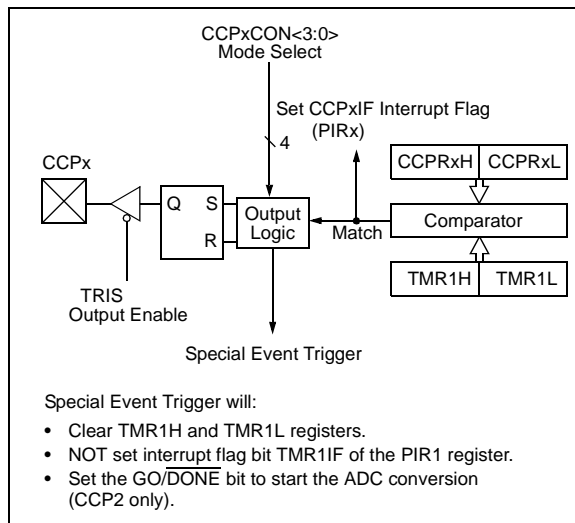 CCPxCON<3:0>
Mode Select
Set CCPxIF Interrupt Flag
(PIRx)
4
CCPx
CCPRxH CCPRxL
Q S
R
Output
Logic
Match
Comparator
TMR1H TMR1L
TRIS
Output Enable
Special Event Trigger
Special Event Trigger will:
• Clear TMR1H and TMR1L registers.
• NOT set interrupt flag bit TMR1IF of the PIR1 register.
• Set the GO/DONE bit to start the ADC conversion
(CCP2 only).